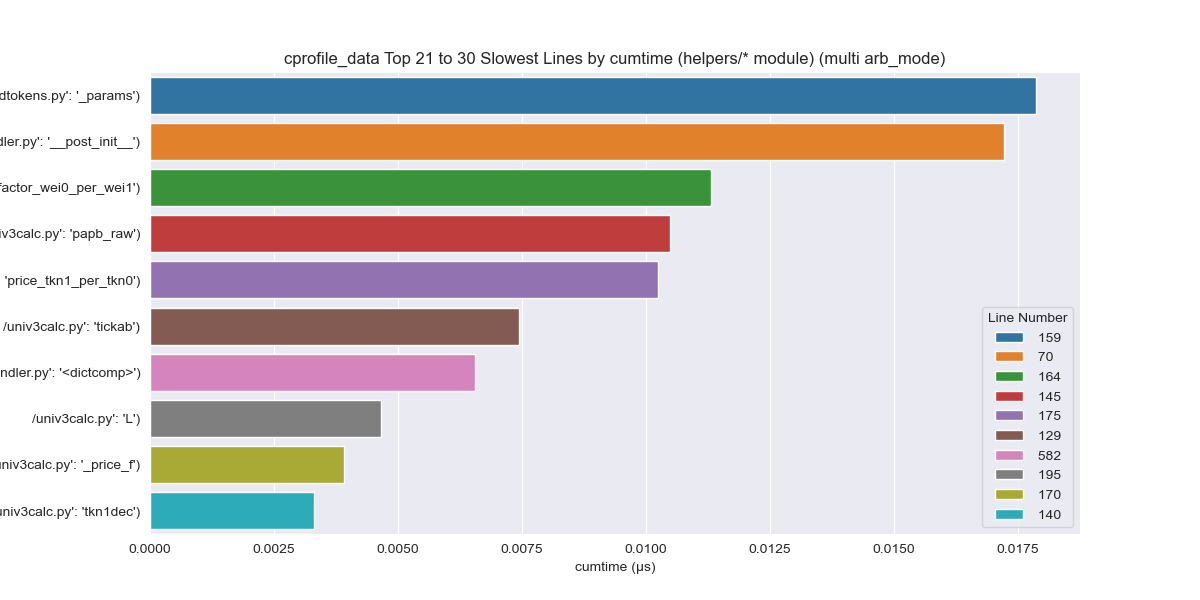 cprofile_data Top 21 to 30 Slowest Lines by cumtime (helpers/* module) (multi arb_mode)
dtokens.py': '_params')
dler.py': '__post_init__')
factor_wei0_per_wei1')
iv3calc.py': 'papb_raw')
'price_tkn1_per_tkn0')
/univ3calc.py': 'tickab')
ndler.py': '<dictcomp>')
/univ3calc.py': 'L')
univ3calc.py': '_price_f')
univ3calc.py': 'tkn1dec')
Line Number
159
70
164
145
175
129
582
195
170
140
0.0000 0.0025 0.0050 0.0075 0.0100 0.0125 0.0150 0.0175
cumtime (µs)